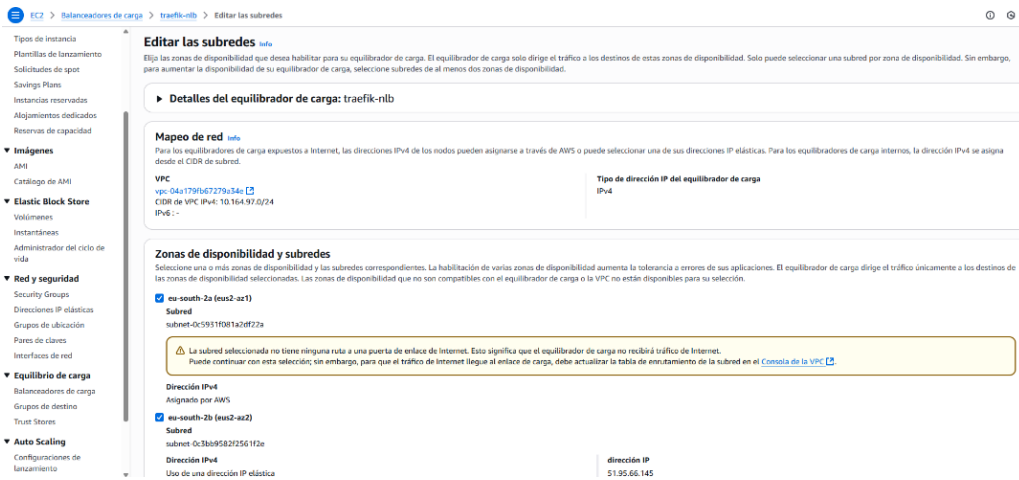 EC2 > Balanceadores de carga > traefik-nlb > Editar las subredes
Tipos de instancia
Plantillas de lanzamiento
Solicitudes de spot
Savings Plans
Instancias reservadas
Alojamientos dedicados
Reservas de capacidad
Imágenes
AMI
Catálogo de AMI
Elastic Block Store
Volúmenes
Instantáneas
Administrador del ciclo de
vida
Red y seguridad
Security Groups
Direcciones IP elásticas
Grupos de ubicación
Pares de claves
Interfaces de red
Equilibrio de carga
Balanceadores de carga
Grupos de destino
Trust Stores
Auto Scaling
Configuraciones de
lanzamiento
Editar las subredes Info
Elija las zonas de disponibilidad que desea habilitar para su equilibrador de carga. El equilibrador de carga solo dirige el tráfico a los destinos de estas zonas de disponibilidad. Solo puede seleccionar una subred por zona de disponibilidad. Sin embargo,
para aumentar la disponibilidad de su equilibrador de carga, seleccione subredes de al menos dos zonas de disponibilidad.
Detalles del equilibrador de carga: traefik-nlb
Mapeo de red Info
Para los equilibradores de carga expuestos a Internet, las direcciones IPv4 de los nodos pueden asignarse a través de AWS o puede seleccionar una de sus direcciones IP elásticas. Para los equilibradores de carga internos, la dirección IPv4 se asigna
desde el CIDR de subred.
VPC
vpc-04a179fb67279a34e
CIDR de VPC IPv4: 10.164.97.0/24
IPv6 : -
Tipo de dirección IP del equilibrador de carga
IPv4
Zonas de disponibilidad y subredes
Seleccione una o más zonas de disponibilidad y las subredes correspondientes. La habilitación de varias zonas de disponibilidad aumenta la tolerancia a errores de sus aplicaciones. El equilibrador de carga dirige el tráfico únicamente a los destinos de
las zonas de disponibilidad seleccionadas. Las zonas de disponibilidad que no son compatibles con el equilibrador de carga o la VPC no están disponibles para su selección.
eu-south-2a (eus2-az1)
Subred
subnet-0c5931f081a2df22a
La subred seleccionada no tiene ninguna ruta a una puerta de enlace de Internet. Esto significa que el equilibrador de carga no recibirá tráfico de Internet.
Puede continuar con esta selección; sin embargo, para que el tráfico de Internet llegue al enlace de carga, debe actualizar la tabla de enrutamiento de la subred en el Consola de la VPC.
Dirección IPv4
Asignado por AWS
eu-south-2b (eus2-az2)
Subred
subnet-0c3bb9582f2561f2e
Dirección IPv4
Uso de una dirección IP elástica
dirección IP
51.95.66.145